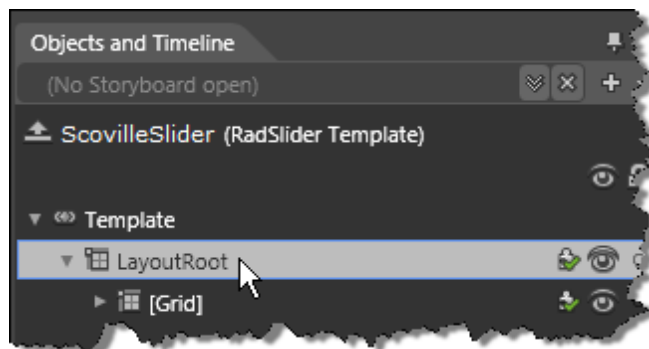 Objects and Timeline
(No Storyboard open)
ScovilleSlider (RadSlider Template)
Template
LayoutRoot
[Grid]